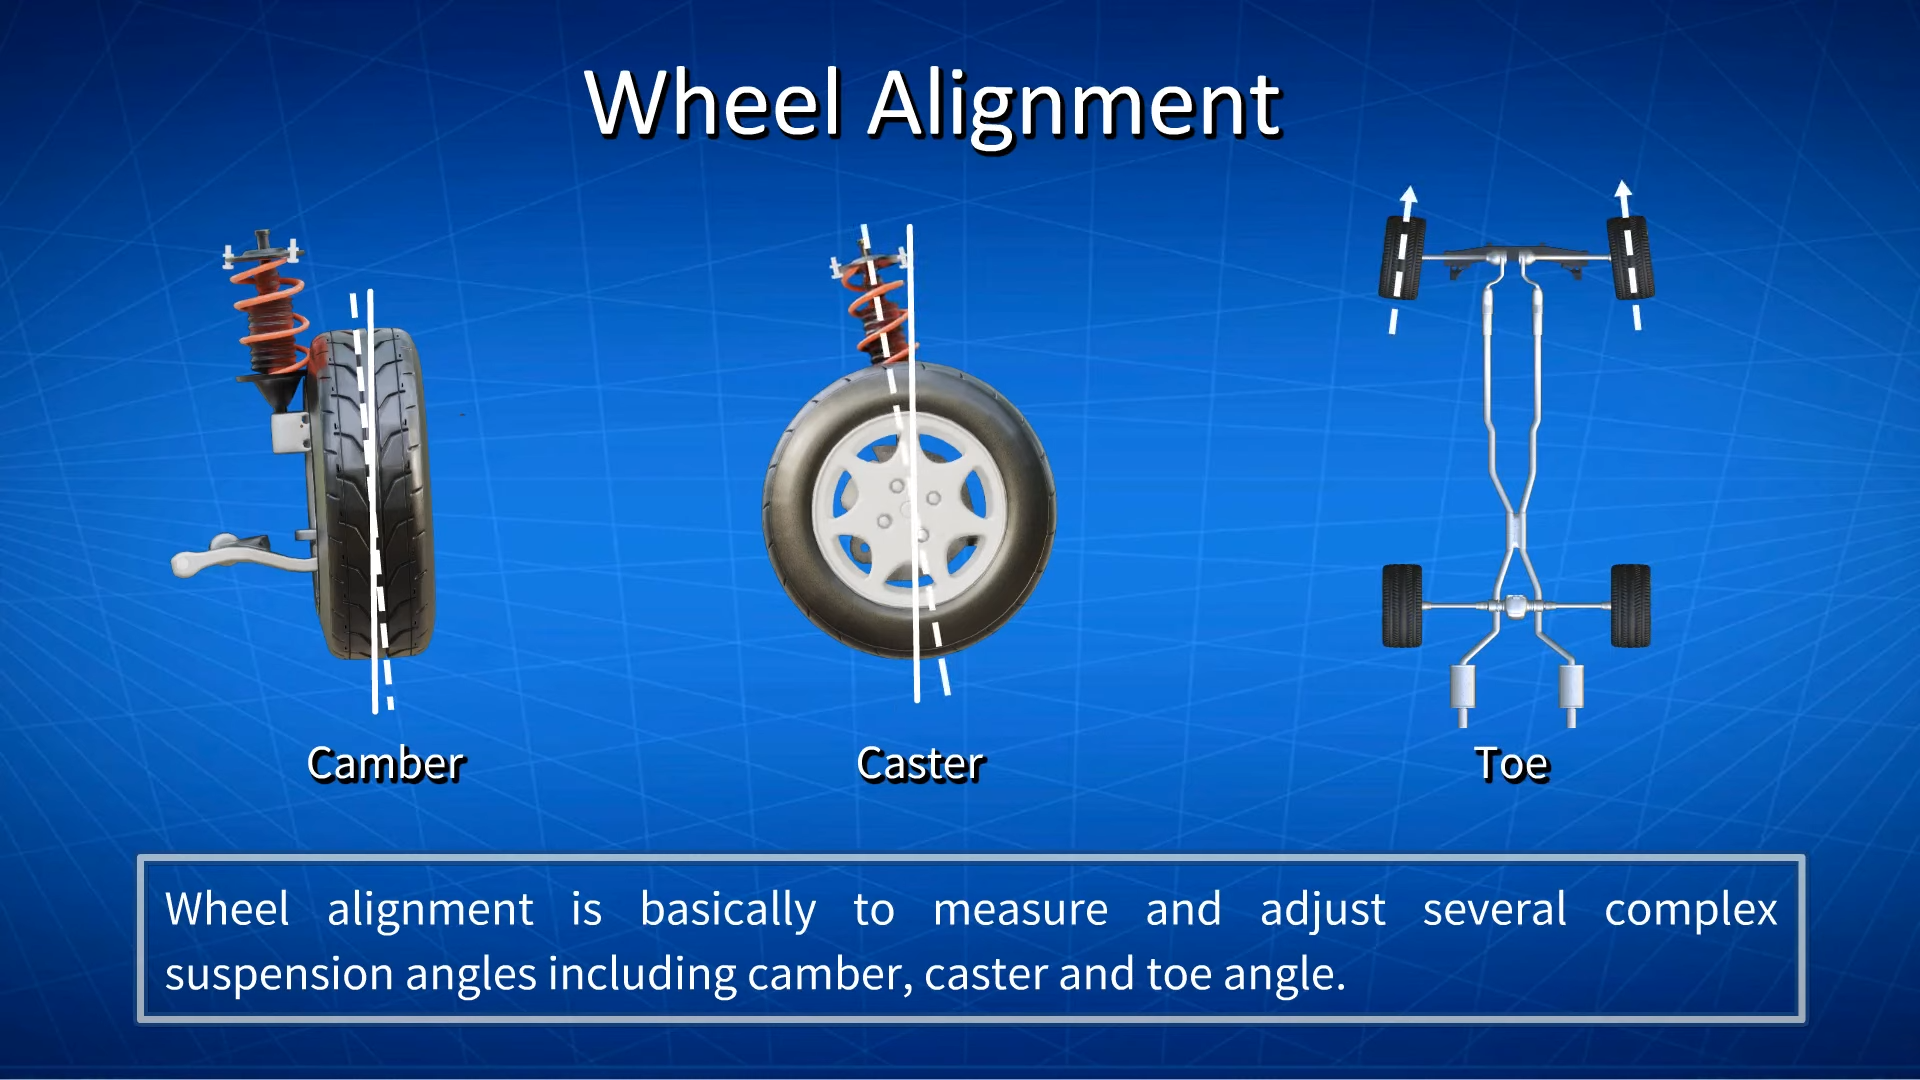 Wheel Alignment
Camber
Caster
Toe
Wheel alignment is basically to measure and adjust several complex
suspension angles including camber, caster and toe angle.